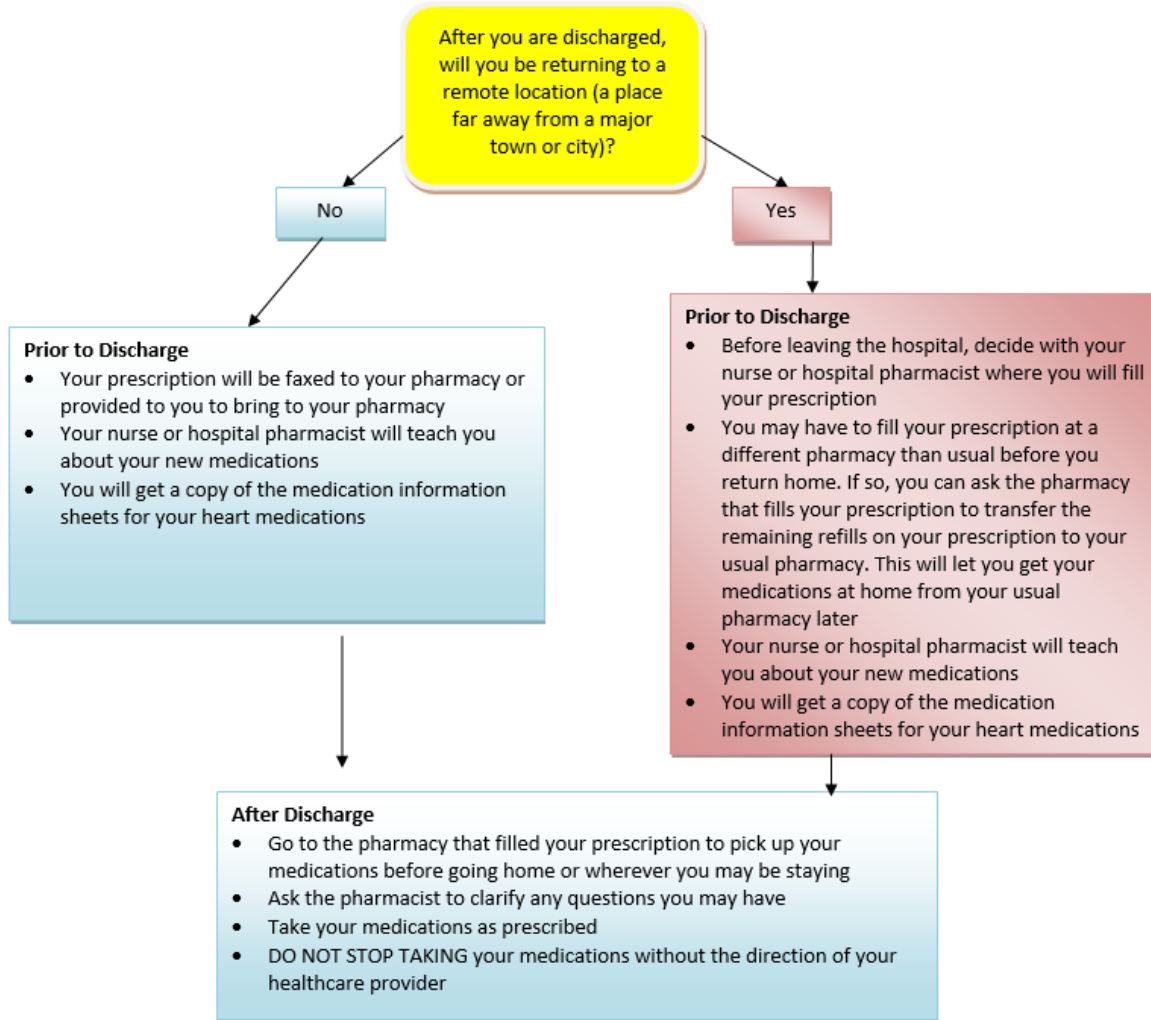 After you are discharged,
will you be returning to a
remote location (a place
far away from a major
town or city)?
No
Yes
Prior to Discharge
• Your prescription will be faxed to your pharmacy or
provided to you to bring to your pharmacy
• Your nurse or hospital pharmacist will teach you
about your new medications
• You will get a copy of the medication information
sheets for your heart medications
Prior to Discharge
• Before leaving the hospital, decide with your
nurse or hospital pharmacist where you will fill
your prescription
• You may have to fill your prescription at a
different pharmacy than usual before you
return home. If so, you can ask the pharmacy
that fills your prescription to transfer the
remaining refills on your prescription to your
usual pharmacy. This will let you get your
medications at home from your usual
pharmacy later
• Your nurse or hospital pharmacist will teach
you about your new medications
• You will get a copy of the medication
information sheets for your heart medications
After Discharge
• Go to the pharmacy that filled your prescription to pick up your
medications before going home or wherever you may be staying
• Ask the pharmacist to clarify any questions you may have
• Take your medications as prescribed
• DO NOT STOP TAKING your medications without the direction of your
healthcare provider